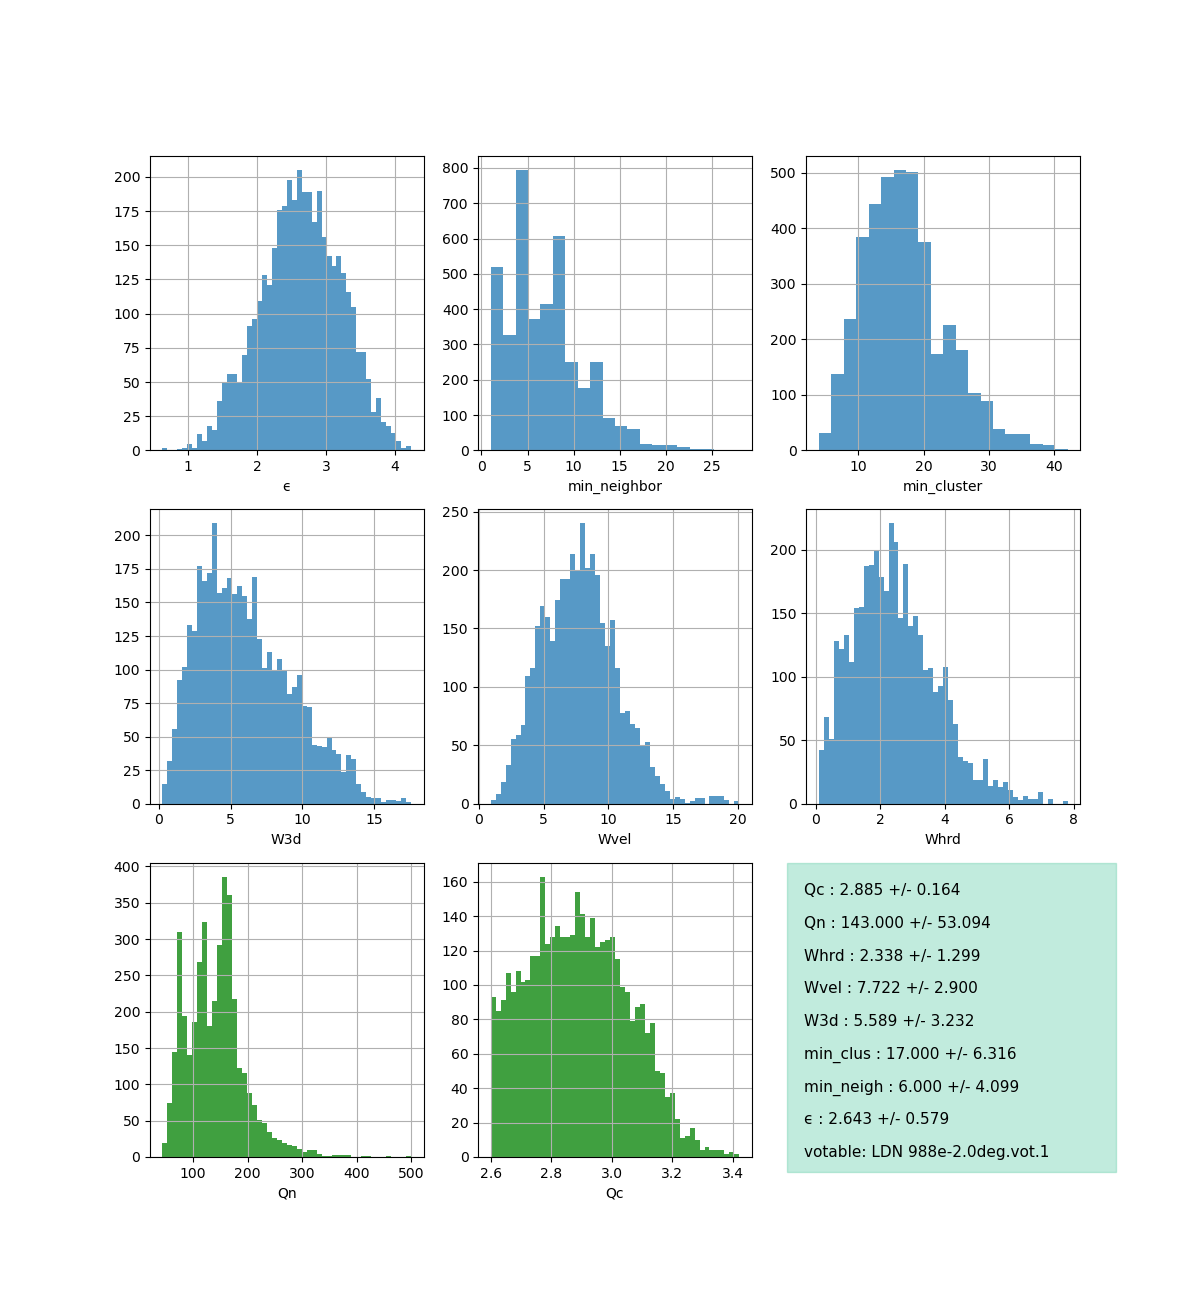 200
175
150
125
100
75
50
25
0
1 2 3 4
ϵ
800
700
600
500
400
300
200
100
0
0 5 10 15 20 25
min_neighbor
500
400
300
200
100
0
10 20 30 40
min_cluster
200
175
150
125
100
75
50
25
0
0 5 10 15
W3d
250
200
150
100
50
0
0 5 10 15 20
Wvel
200
150
100
50
0
0 2 4 6 8
Whrd
400
350
300
250
200
150
100
50
0
100 200 300 400 500
Qn
160
140
120
100
80
60
40
20
0
2.6 2.8 3.0 3.2 3.4
Qc
Qc : 2.885 +/- 0.164
Qn : 143.000 +/- 53.094
Whrd : 2.338 +/- 1.299
Wvel : 7.722 +/- 2.900
W3d : 5.589 +/- 3.232
min_clus : 17.000 +/- 6.316
min_neigh : 6.000 +/- 4.099
ϵ : 2.643 +/- 0.579
votable: LDN 988e-2.0deg.vot.1